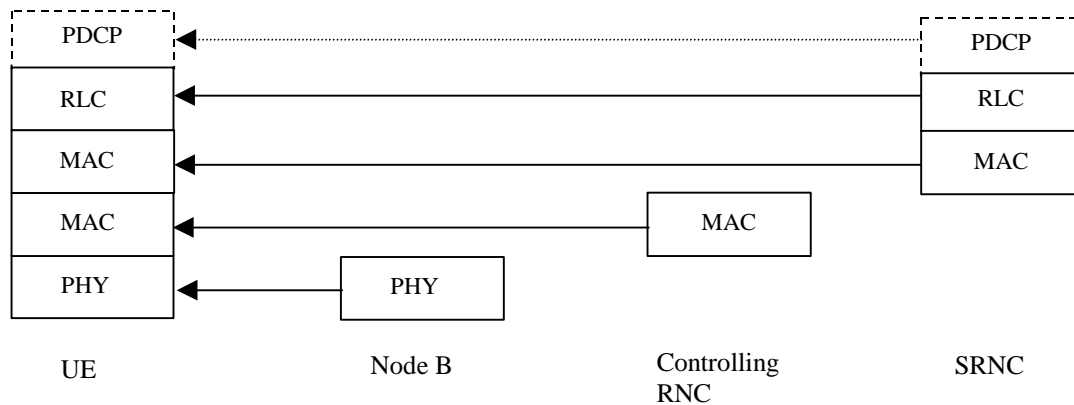 PDCP
PDCP
RLC
RLC
MAC
MAC
MAC
MAC
PHY
PHY
UE
Node B
Controlling
RNC
SRNC